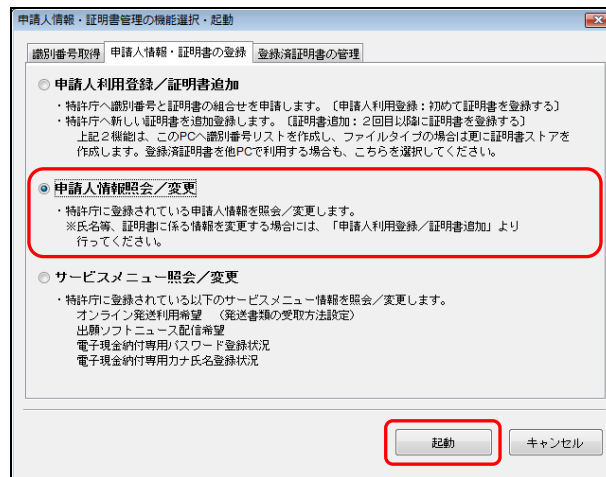 申請人情報・証明書管理の機能選択・起動
識別番号取得 申請人情報・証明書の登録 登録済証明書の管理
申請人利用登録／証明書追加
・特許庁へ識別番号と証明書の組合せを申請します。〔申請人利用登録：初めて証明書を登録する〕
・特許庁へ新しい証明書を追加登録します。〔証明書追加：２回目以降に証明書を登録する〕
上記２機能は、このPCへ識別番号リストを作成し、ファイルタイプの場合は更に証明書ストアを
作成します。登録済証明書を他PCで利用する場合も、こちらを選択してください。
申請人情報照会／変更
・特許庁に登録されている申請人情報を照会／変更します。
※氏名等、証明書に係る情報を変更する場合には、「申請人利用登録／証明書追加」より
行ってください。
サービスメニュー照会／変更
・特許庁に登録されている以下のサービスメニュー情報を照会／変更します。
オンライン発送利用希望　（発送書類の受取方法設定）
出願ソフトニュース配信希望
電子現金納付専用パスワード登録状況
電子現金納付専用カナ氏名登録状況
起動 キャンセル